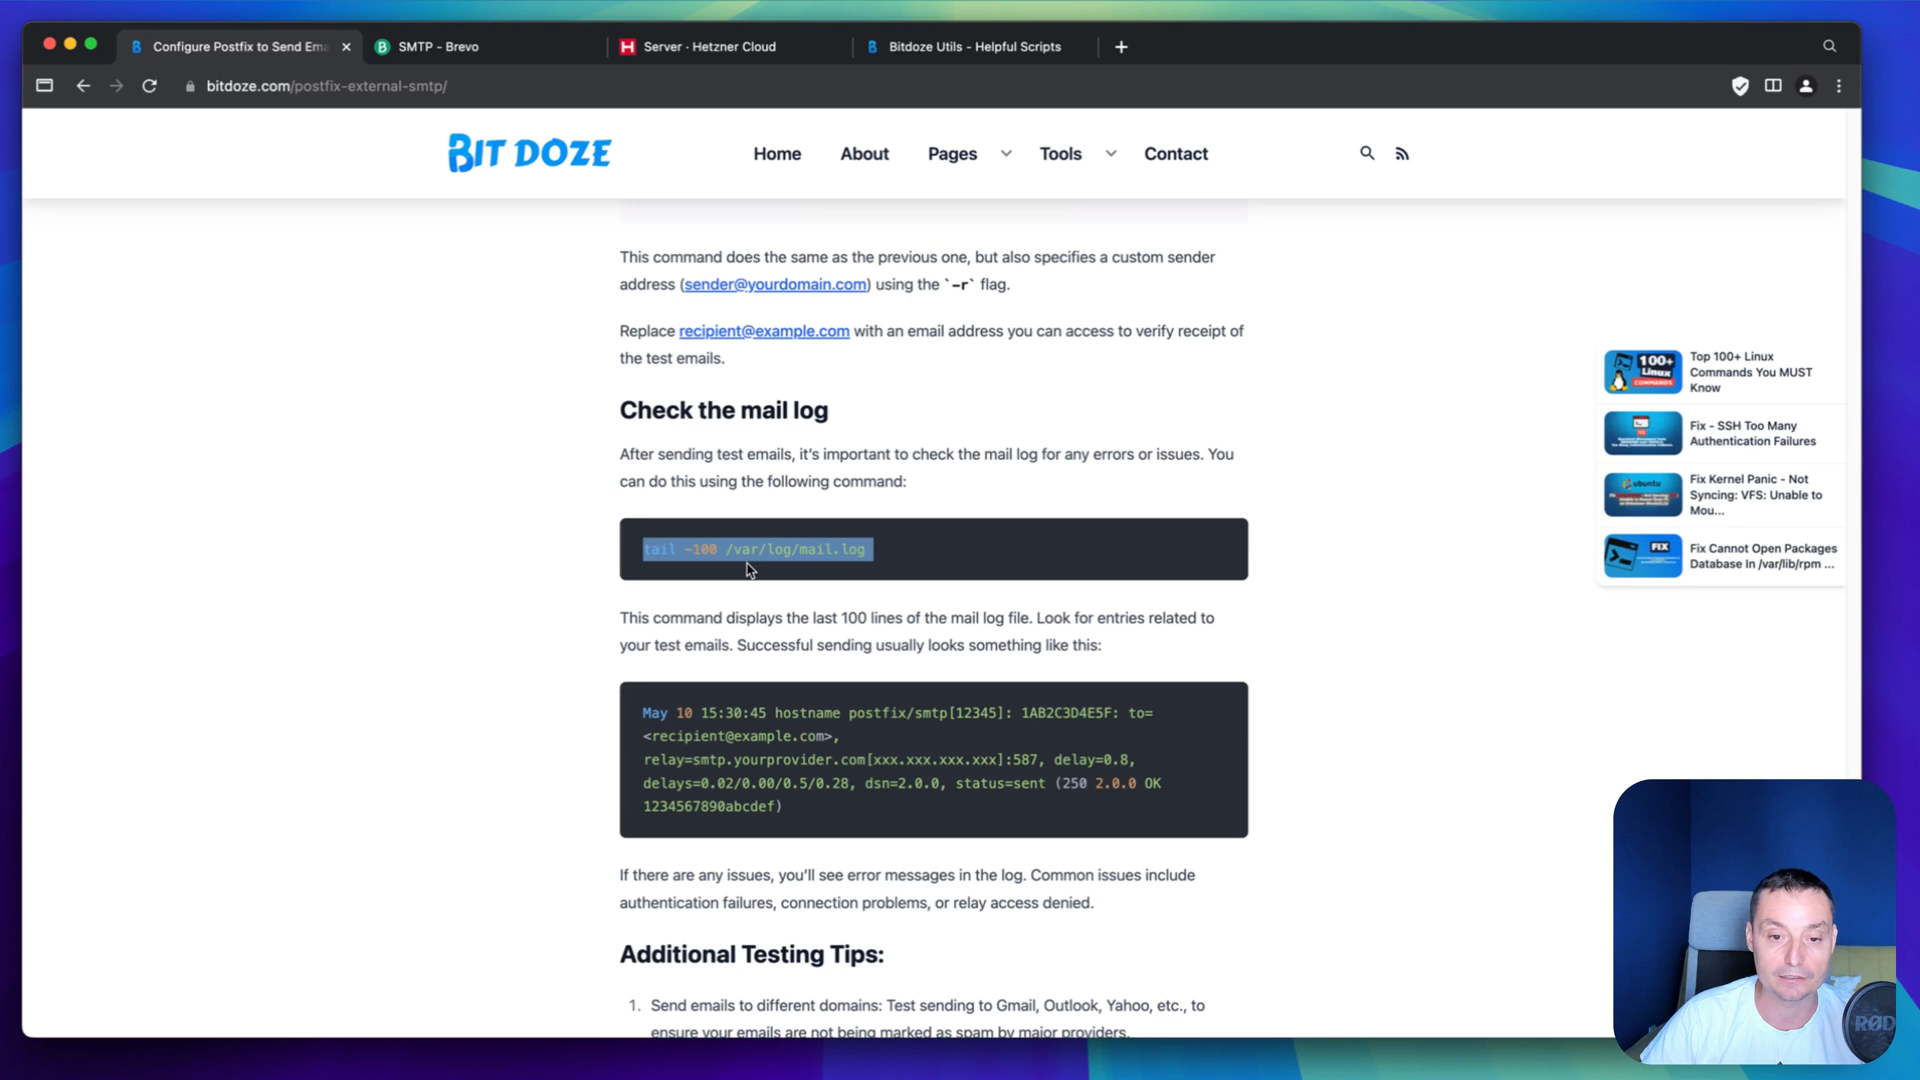 Configure Postfix to Send Ema
SMTP - Brevo
Server · Hetzner Cloud
Bitdoze Utils - Helpful Scripts
bitdoze.com/postfix-external-smtp/
BIT DOZE
Home
About
Pages
Tools
Contact
This command does the same as the previous one, but also specifies a custom sender
address (sender@yourdomain.com) using the `-r` flag.
Replace recipient@example.com with an email address you can access to verify receipt of
the test emails.
Check the mail log
After sending test emails, it's important to check the mail log for any errors or issues. You
can do this using the following command:
tail -100 /var/log/mail.log
This command displays the last 100 lines of the mail log file. Look for entries related to
your test emails. Successful sending usually looks something like this:
May 10 15:30:45 hostname postfix/smtp[12345]: 1AB2C3D4E5F: to=
<recipient@example.com>,
relay=smtp.yourprovider.com[xxx.xxx.xxx.xxx]:587, delay=0.8,
delays=0.02/0.00/0.5/0.28, dsn=2.0.0, status=sent (250 2.0.0 OK
1234567890abcdef)
If there are any issues, you'll see error messages in the log. Common issues include
authentication failures, connection problems, or relay access denied.
Additional Testing Tips:
1. Send emails to different domains: Test sending to Gmail, Outlook, Yahoo, etc., to
ensure your emails are not being marked as spam by major providers.
100+
Linux
COMMANDS
Top 100+ Linux
Commands You MUST
Know
Fix - SSH Too Many
Authentication Failures
ubuntu
Fix Kernel Panic - Not
Syncing: VFS: Unable to
Mou...
FIX
Fix Cannot Open Packages
Database In /var/lib/rpm ...
RØD